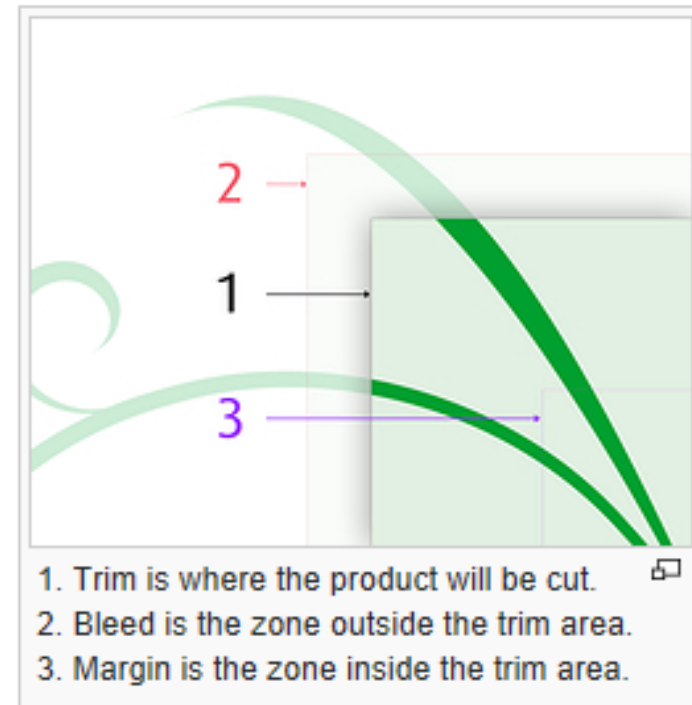 2
1
3
1. Trim is where the product will be cut.
2. Bleed is the zone outside the trim area.
3. Margin is the zone inside the trim area.